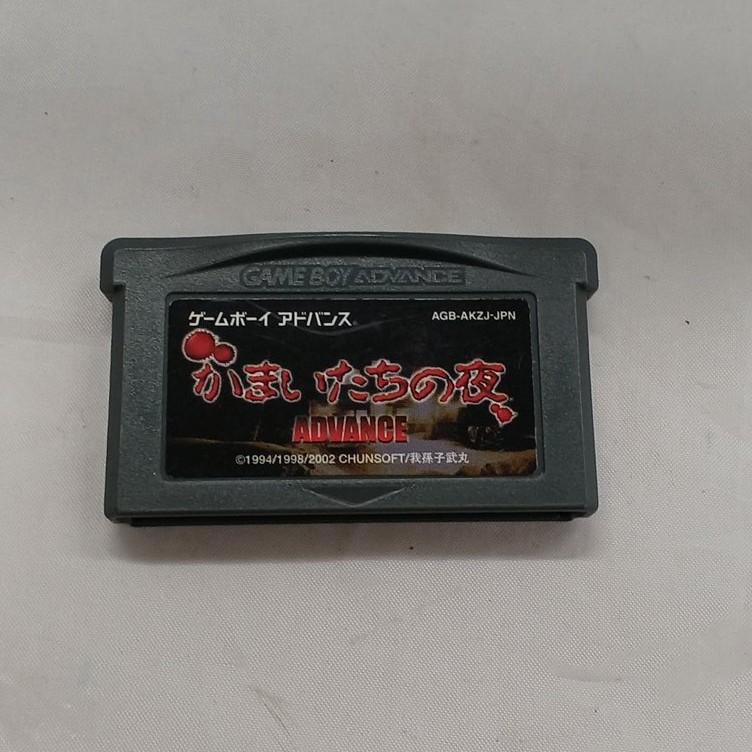 GAME BOY ADVANCE
ゲームボーイ アドバンス
AGB-AKZJ-JPN
かまいたちの夜
ADVANCE
©1994/1998/2002 CHUNSOFT/我孫子武丸